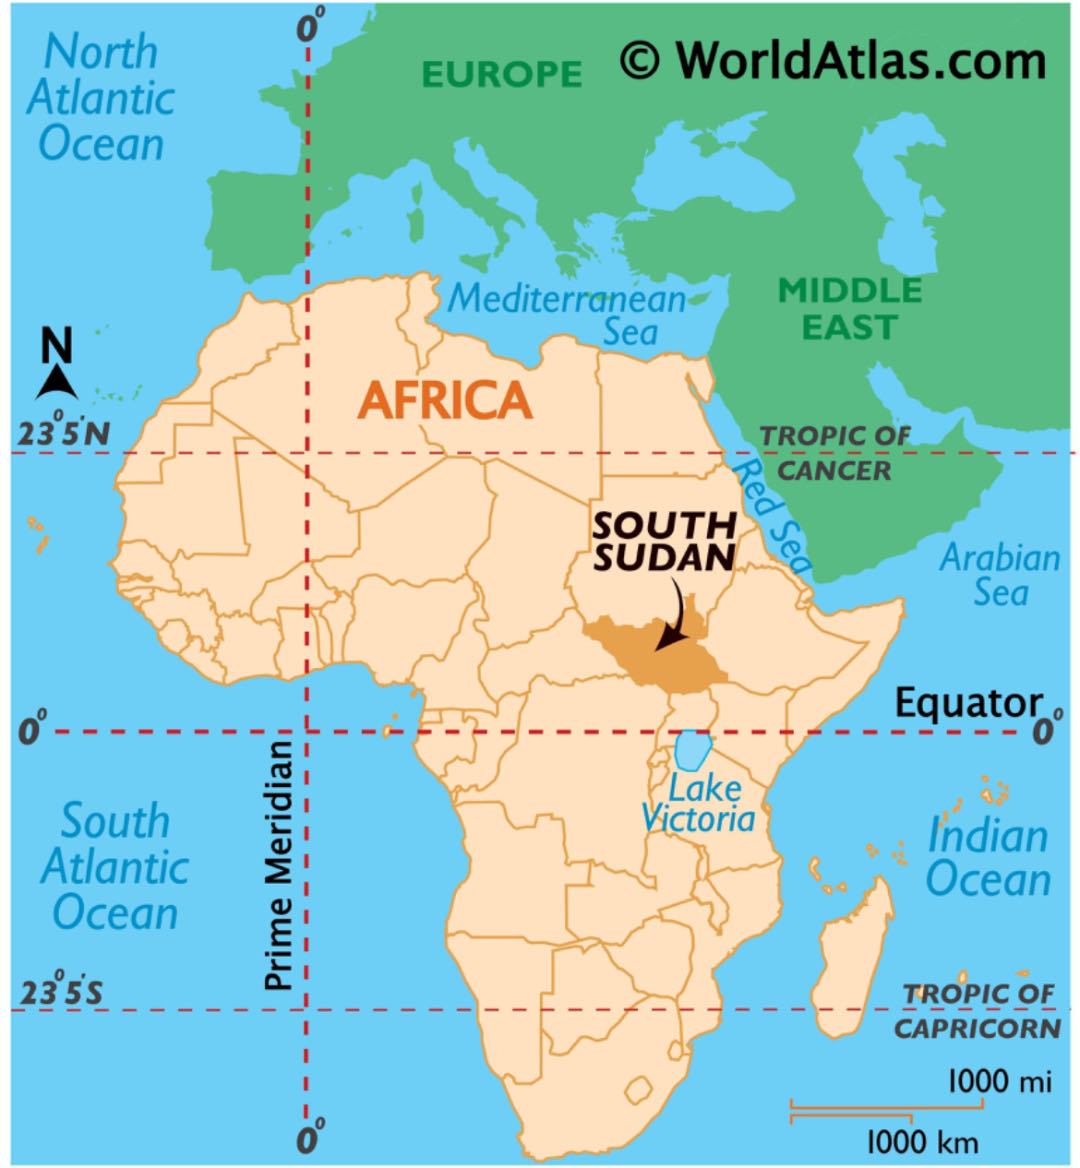 0°
North
Atlantic
Ocean
EUROPE
© WorldAtlas.com
MIDDLE
EAST
Mediterranean
Sea
N
AFRICA
23°5'N
TROPIC OF
CANCER
Red Sea
SOUTH
SUDAN
Arabian
Sea
Equator
0°
0°
Prime Meridian
Lake
Victoria
South
Atlantic
Ocean
Indian
Ocean
23°5'S
TROPIC OF
CAPRICORN
1000 mi
1000 km
0°